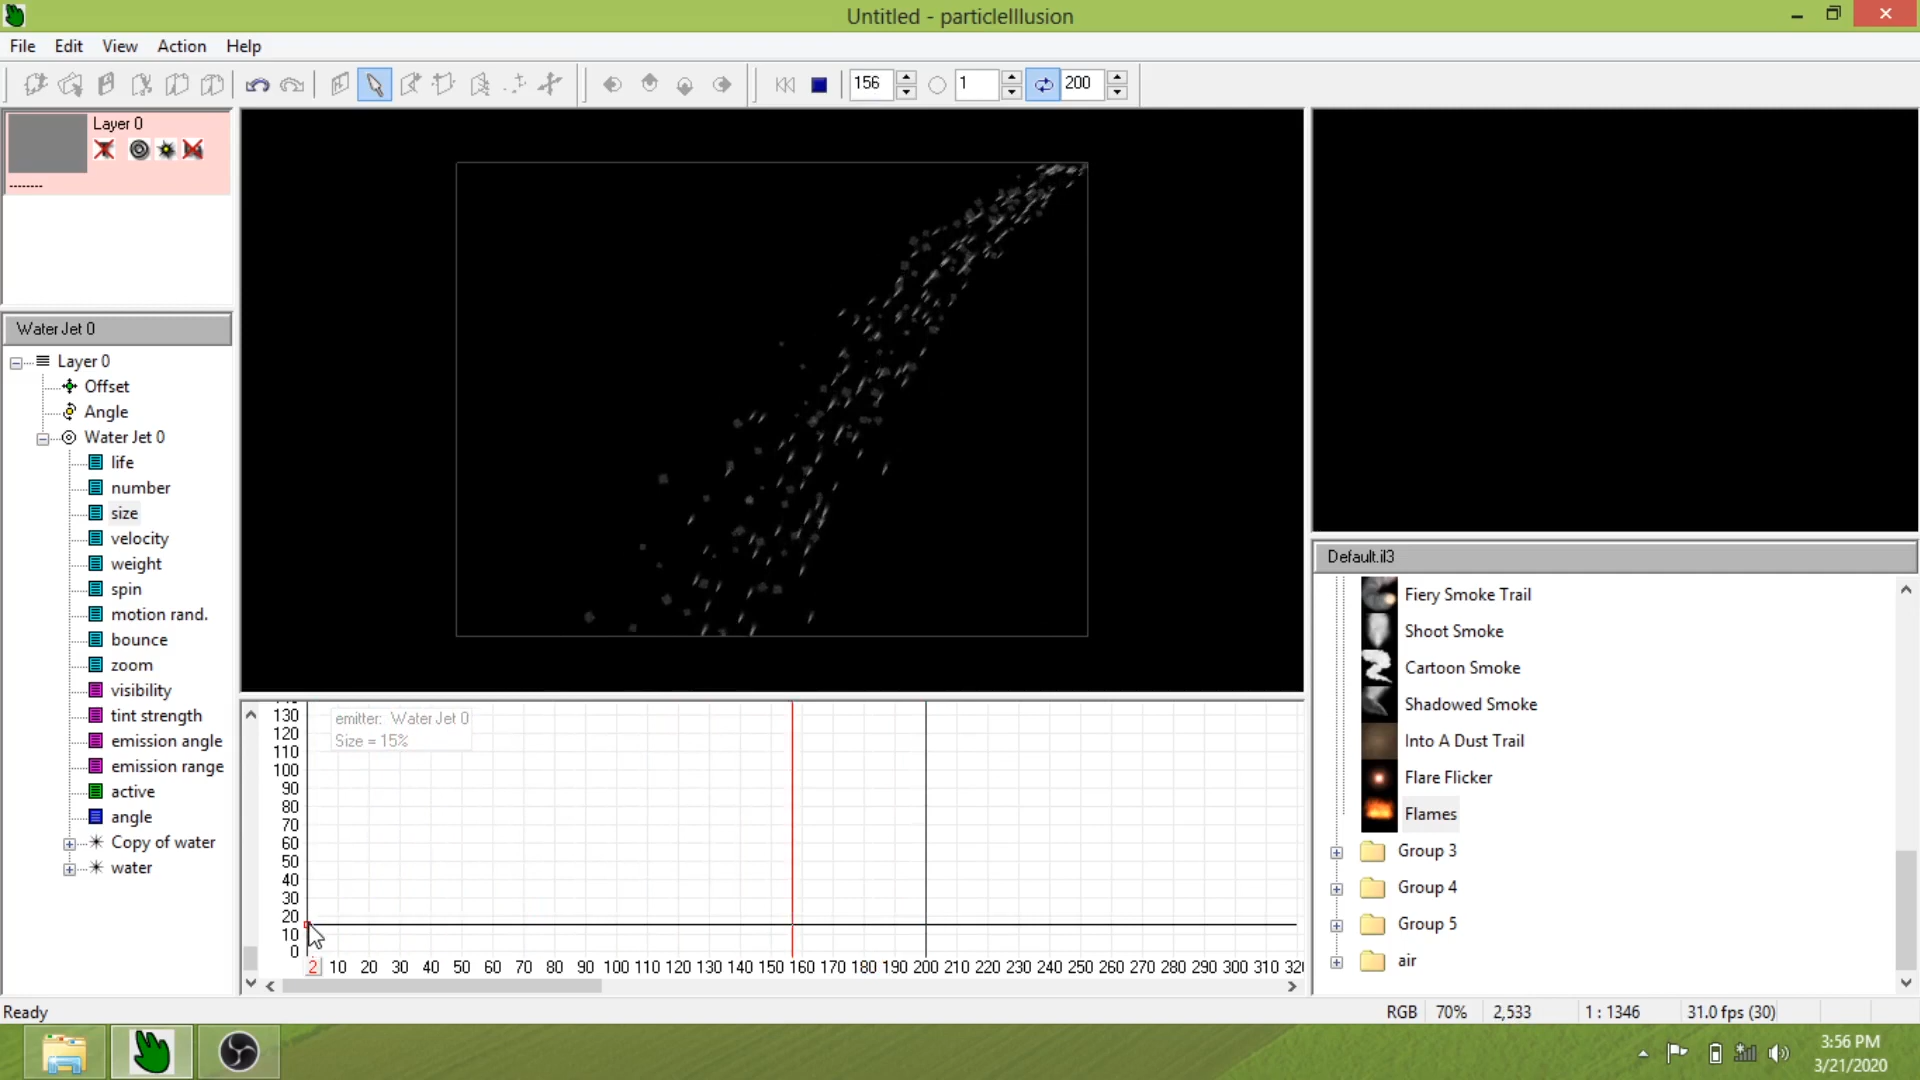 Untitled - particleIllusion
File Edit View Action Help
156 1 200
Layer 0
--------
Water Jet 0
Layer 0
Offset
Angle
Water Jet 0
life
number
size
velocity
weight
spin
motion rand.
bounce
zoom
visibility
tint strength
emission angle
emission range
active
angle
Copy of water
water
emitter: Water Jet 0
Size = 15%
130
120
110
100
90
80
70
60
50
40
30
20
10
0
2 10 20 30 40 50 60 70 80 90 100 110 120 130 140 150 160 170 180 190 200 210 220 230 240 250 260 270 280 290 300 310
Default.il3
Fiery Smoke Trail
Shoot Smoke
Cartoon Smoke
Shadowed Smoke
Into A Dust Trail
Flare Flicker
Flames
Group 3
Group 4
Group 5
air
Ready RGB 70% 2,533 1 : 1346 31.0 fps (30)
3:56 PM
3/21/2020